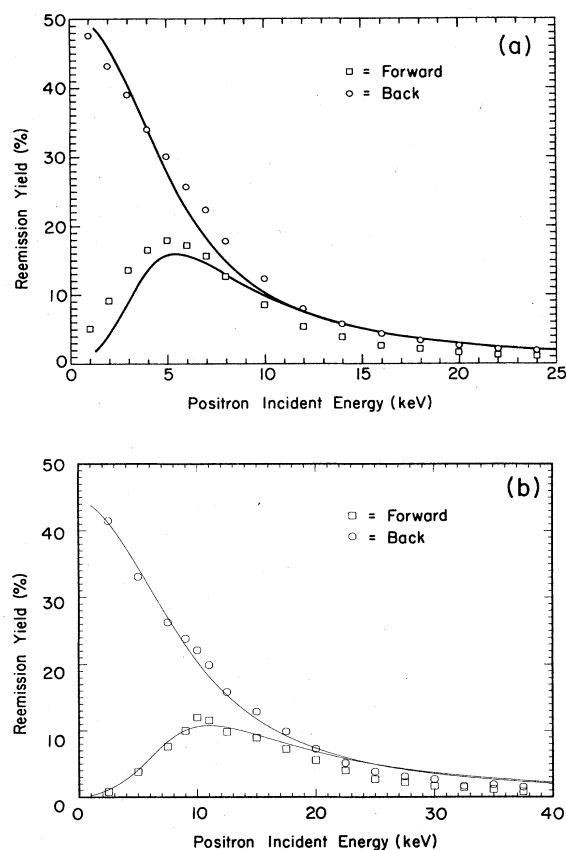 (a)
□ = Forward
○ = Back
Reemission Yield (%)
50
40
30
20
10
0
0 5 10 15 20 25
Positron Incident Energy (keV)
(b)
□ = Forward
○ = Back
Reemission Yield (%)
50
40
30
20
10
0
0 10 20 30 40
Positron Incident Energy (keV)